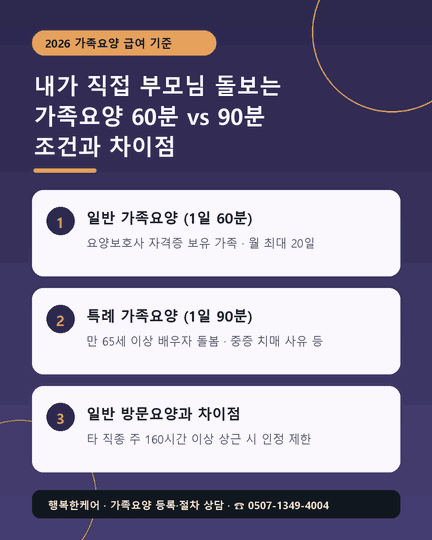 2026 가족요양 급여 기준
내가 직접 부모님 돌보는
가족요양 60분 vs 90분
조건과 차이점
1
일반 가족요양 (1일 60분)
요양보호사 자격증 보유 가족 · 월 최대 20일
2
특례 가족요양 (1일 90분)
만 65세 이상 배우자 돌봄 · 중증 치매 사유 등
3
일반 방문요양과 차이점
타 직종 주 160시간 이상 상근 시 인정 제한
행복한케어 · 가족요양 등록·절차 상담 · ☎ 0507-1349-4004